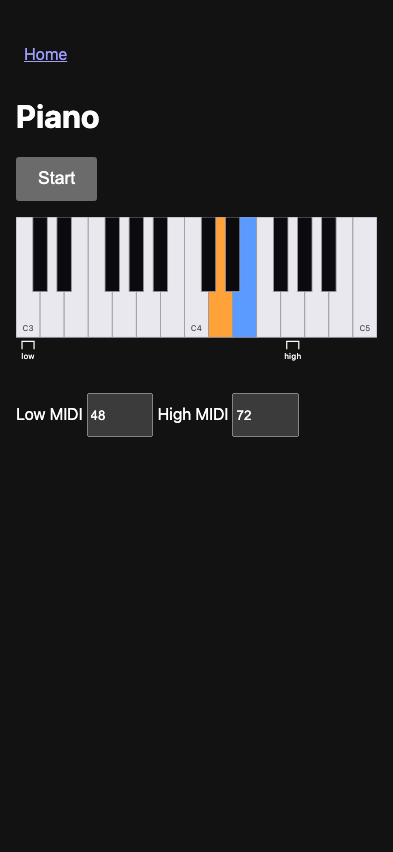 Home
Piano
Start
C3 C4 C5
low high
Low MIDI 48 High MIDI 72